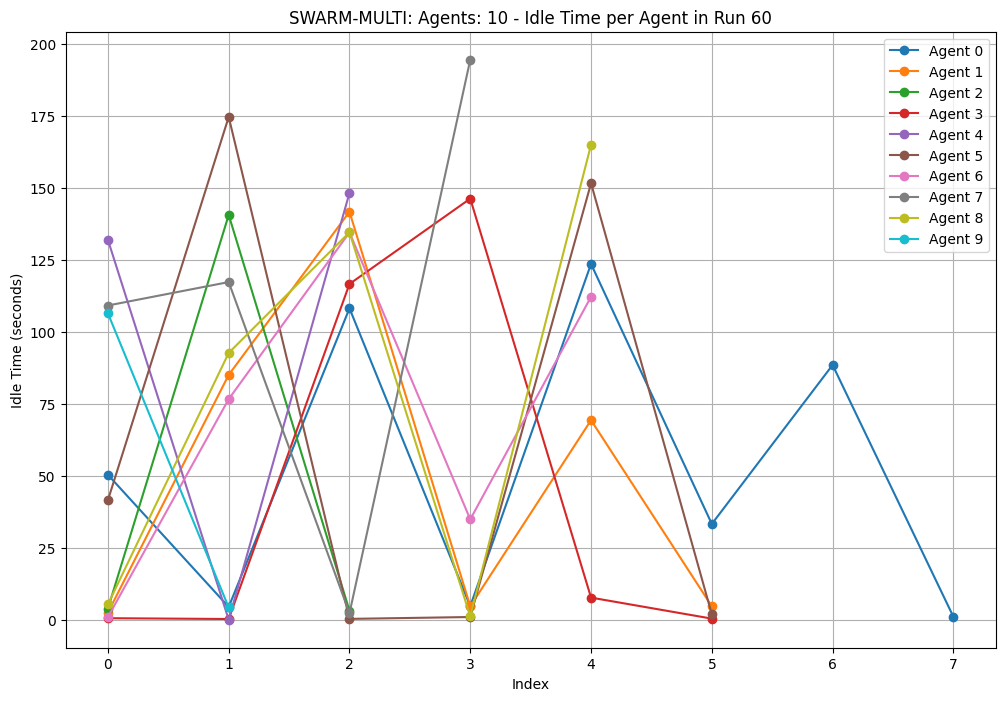 SWARM-MULTI: Agents: 10 - Idle Time per Agent in Run 60
Idle Time (seconds)
200
175
150
125
100
75
50
25
0
0 1 2 3 4 5 6 7
Index
Agent 0
Agent 1
Agent 2
Agent 3
Agent 4
Agent 5
Agent 6
Agent 7
Agent 8
Agent 9